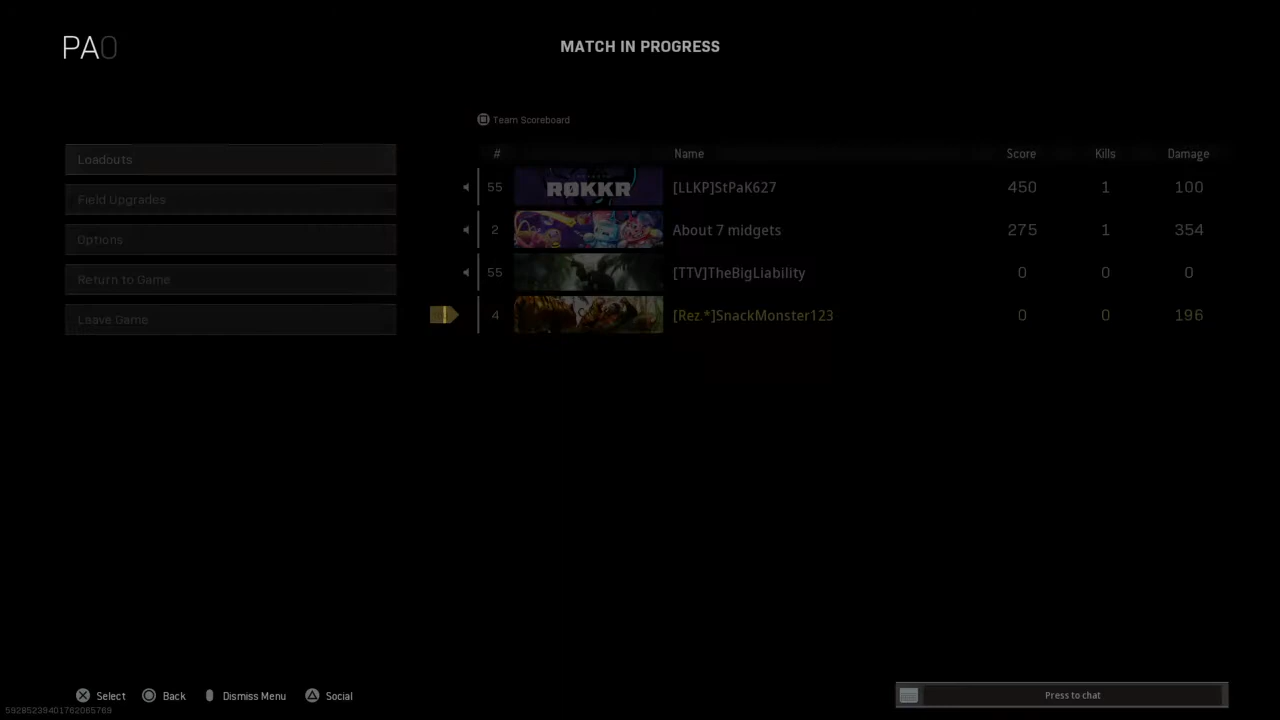 PAO
MATCH IN PROGRESS
Team Scoreboard
# Name Score Kills Damage
Loadouts
Field Upgrades
Options
Return to Game
Leave Game
55 RØKKR [LLKP]StPaK627 450 1 100
2 About 7 midgets 275 1 354
55 [TTV]TheBigLiability 0 0 0
4 [Rez.*]SnackMonster123 0 0 196
Select Back Dismiss Menu Social
Press to chat
59285239401762065769